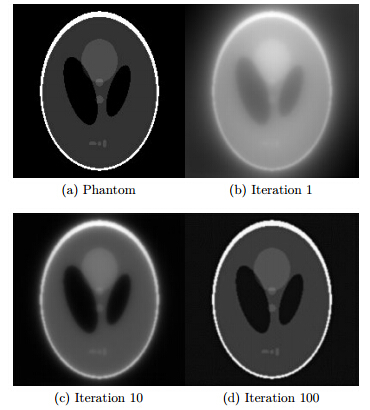 (a) Phantom
(b) Iteration 1
(c) Iteration 10
(d) Iteration 100